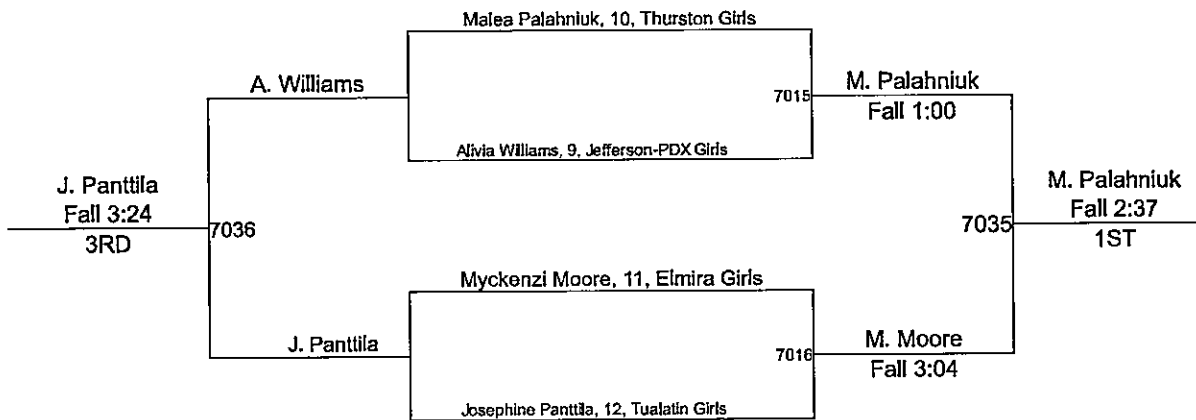 Malea Palahniuk, 10, Thurston Girls
A. Williams
7015
M. Palahniuk
Fall 1:00
Alivia Williams, 9, Jefferson-PDX Girls
J. Panttila
Fall 3:24
3RD
7036
7035
M. Palahniuk
Fall 2:37
1ST
Myckenzi Moore, 11, Elmira Girls
J. Panttila
7016
M. Moore
Fall 3:04
Josephine Panttila, 12, Tualatin Girls